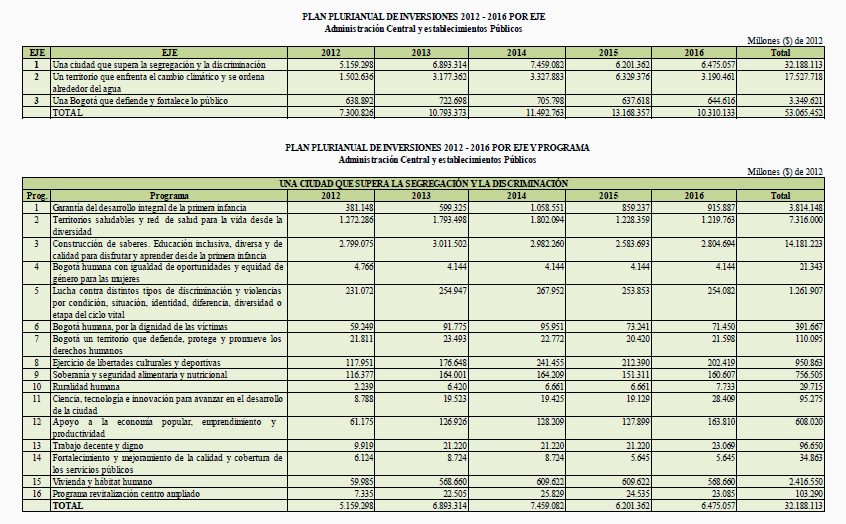 PLAN PLURIANUAL DE INVERSIONES 2012 - 2016 POR EJE
Administración Central y establecimientos Públicos
Millones ($) de 2012
EJE EJE 2012 2013 2014 2015 2016 Total
1 Una ciudad que supera la segregación y la discriminación 5.159.298 6.893.314 7.459.082 6.201.362 6.475.057 32.188.113
2 Un territorio que enfrenta el cambio climático y se ordena 1.502.636 3.177.362 3.327.883 6.329.376 3.190.461 17.527.718
alrededor del agua
3 Una Bogotá que defiende y fortalece lo público 638.892 722.698 705.798 637.618 644.616 3.349.621
TOTAL 7.300.826 10.793.373 11.492.763 13.168.357 10.310.133 53.065.452
PLAN PLURIANUAL DE INVERSIONES 2012 - 2016 POR EJE Y PROGRAMA
Administración Central y establecimientos Públicos
Millones ($) de 2012
UNA CIUDAD QUE SUPERA LA SEGREGACIÓN Y LA DISCRIMINACIÓN
Prog. Programa 2012 2013 2014 2015 2016 Total
1 Garantía del desarrollo integral de la primera infancia 381.148 599.325 1.058.551 859.237 915.887 3.814.148
2 Territorios saludables y red de salud para la vida desde la 1.272.286 1.793.498 1.802.094 1.228.359 1.219.763 7.316.000
diversidad
3 Construcción de saberes. Educación inclusiva, diversa y de 2.799.075 3.011.502 2.982.260 2.583.693 2.804.694 14.181.223
calidad para disfrutar y aprender desde la primera infancia
4 Bogotá humana con igualdad de oportunidades y equidad de 4.766 4.144 4.144 4.144 4.144 21.343
género para las mujeres
5 Lucha contra distintos tipos de discriminación y violencias 231.072 254.947 267.952 253.853 254.082 1.261.907
por condición, situación, identidad, diferencia, diversidad o
etapa del ciclo vital
6 Bogotá humana, por la dignidad de las víctimas 59.249 91.775 95.951 73.241 71.450 391.667
7 Bogotá un territorio que defiende, protege y promueve los 21.811 23.493 22.772 20.420 21.598 110.095
derechos humanos
8 Ejercicio de libertades culturales y deportivas 117.951 176.648 241.455 212.390 202.419 950.863
9 Soberanía y seguridad alimentaria y nutricional 116.377 164.001 164.209 151.311 160.607 756.505
10 Ruralidad humana 2.239 6.420 6.661 6.661 7.733 29.715
11 Ciencia, tecnología e innovación para avanzar en el desarrollo 8.788 19.523 19.425 19.129 28.409 95.275
de la ciudad
12 Apoyo a la economía popular, emprendimiento y 61.175 126.926 128.209 127.899 163.810 608.020
productividad
13 Trabajo decente y digno 9.919 21.220 21.220 21.220 23.069 96.650
14 Fortalecimiento y mejoramiento de la calidad y cobertura de 6.124 8.724 8.724 5.645 5.645 34.863
los servicios públicos
15 Vivienda y hábitat humano 59.985 568.660 609.622 609.622 568.660 2.416.550
16 Programa revitalización centro ampliado 7.335 22.505 25.829 24.535 23.085 103.290
TOTAL 5.159.298 6.893.314 7.459.082 6.201.362 6.475.057 32.188.113